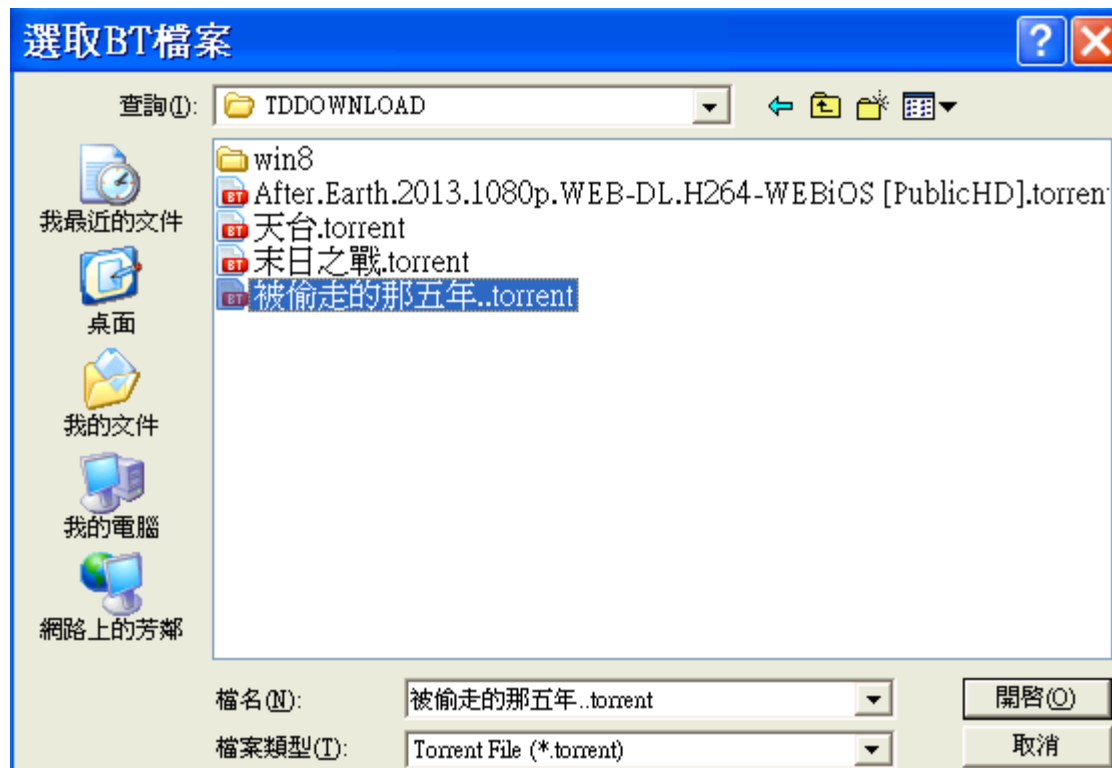 選取BT檔案
查詢(I): TDDOWNLOAD
win8
After.Earth.2013.1080p.WEB-DL.H264-WEBiOS [PublicHD].torren
天台.torrent
末日之戰.torrent
被偷走的那五年..torrent
我最近的文件
桌面
我的文件
我的電腦
網路上的芳鄰
檔名(N): 被偷走的那五年..torrent 開啓(O)
檔案類型(T): Torrent File (*.torrent) 取消